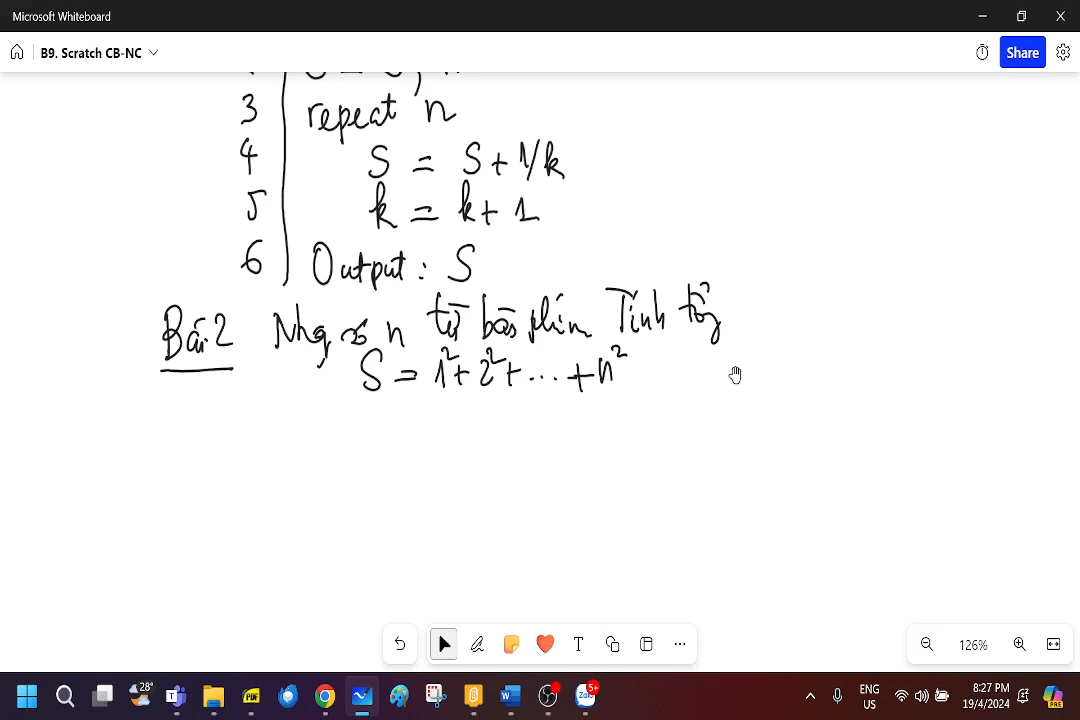 Microsoft Whiteboard
B9. Scratch CB-NC
Share
3 repeat n
4 S = S + 1/k
5 k = k + 1
6 Output: S
Bài 2 Nhập số n từ bàn phím Tính tổng
S = 1² + 2² + ... + n²
126%
28°
5+
ENG
US
8:27 PM
19/4/2024
PRE